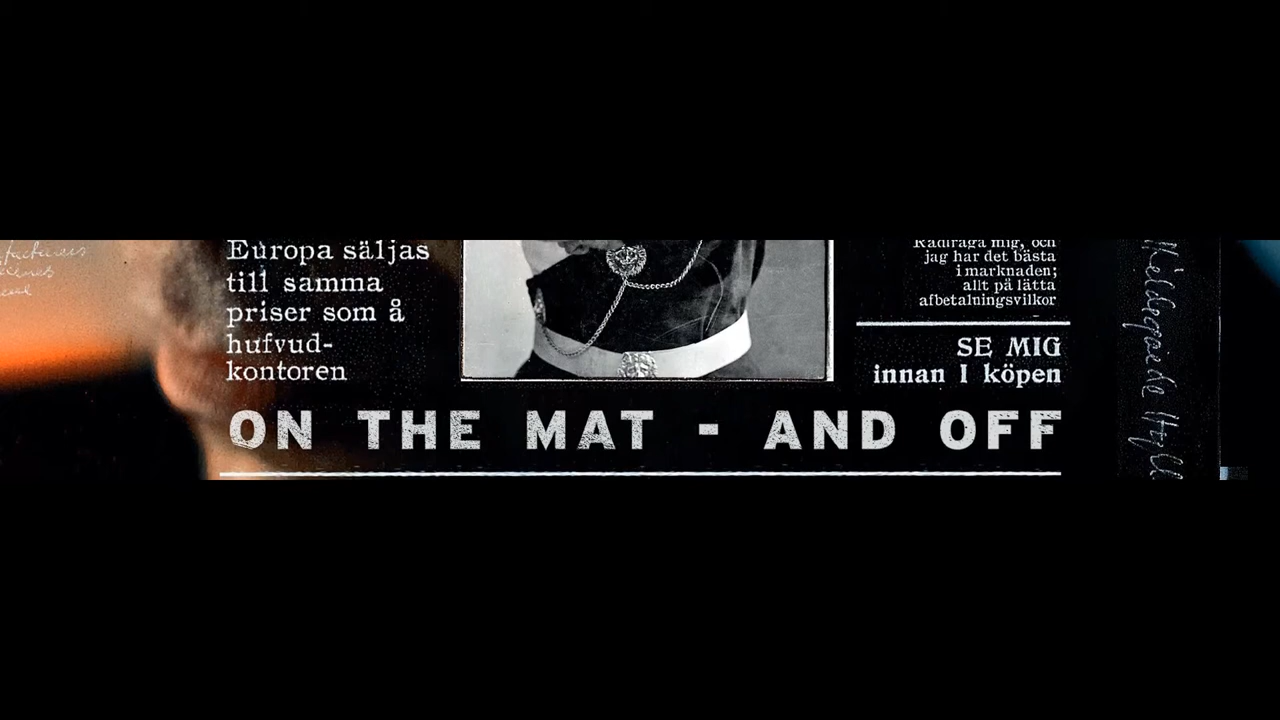 Europa säljas
till samma
priser som å
hufvud-
kontoren
jag har det bästa
i marknaden;
allt på lätta
afbetalningsvilkor
SE MIG
innan I köpen
ON THE MAT - AND OFF